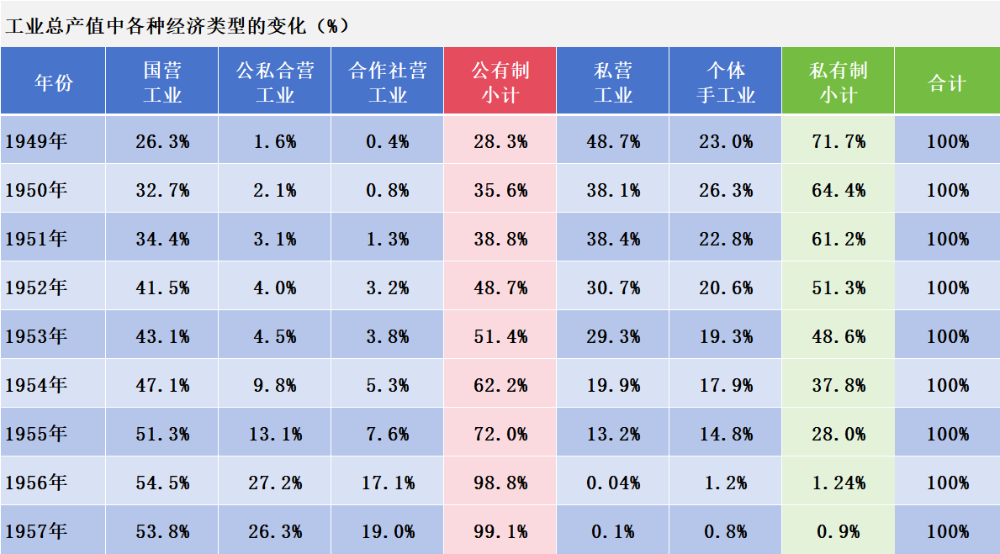 工业总产值中各种经济类型的变化（%）
年份 国营工业 公私合营工业 合作社营工业 公有制小计 私营工业 个体手工业 私有制小计 合计
1949年 26.3% 1.6% 0.4% 28.3% 48.7% 23.0% 71.7% 100%
1950年 32.7% 2.1% 0.8% 35.6% 38.1% 26.3% 64.4% 100%
1951年 34.4% 3.1% 1.3% 38.8% 38.4% 22.8% 61.2% 100%
1952年 41.5% 4.0% 3.2% 48.7% 30.7% 20.6% 51.3% 100%
1953年 43.1% 4.5% 3.8% 51.4% 29.3% 19.3% 48.6% 100%
1954年 47.1% 9.8% 5.3% 62.2% 19.9% 17.9% 37.8% 100%
1955年 51.3% 13.1% 7.6% 72.0% 13.2% 14.8% 28.0% 100%
1956年 54.5% 27.2% 17.1% 98.8% 0.04% 1.2% 1.24% 100%
1957年 53.8% 26.3% 19.0% 99.1% 0.1% 0.8% 0.9% 100%